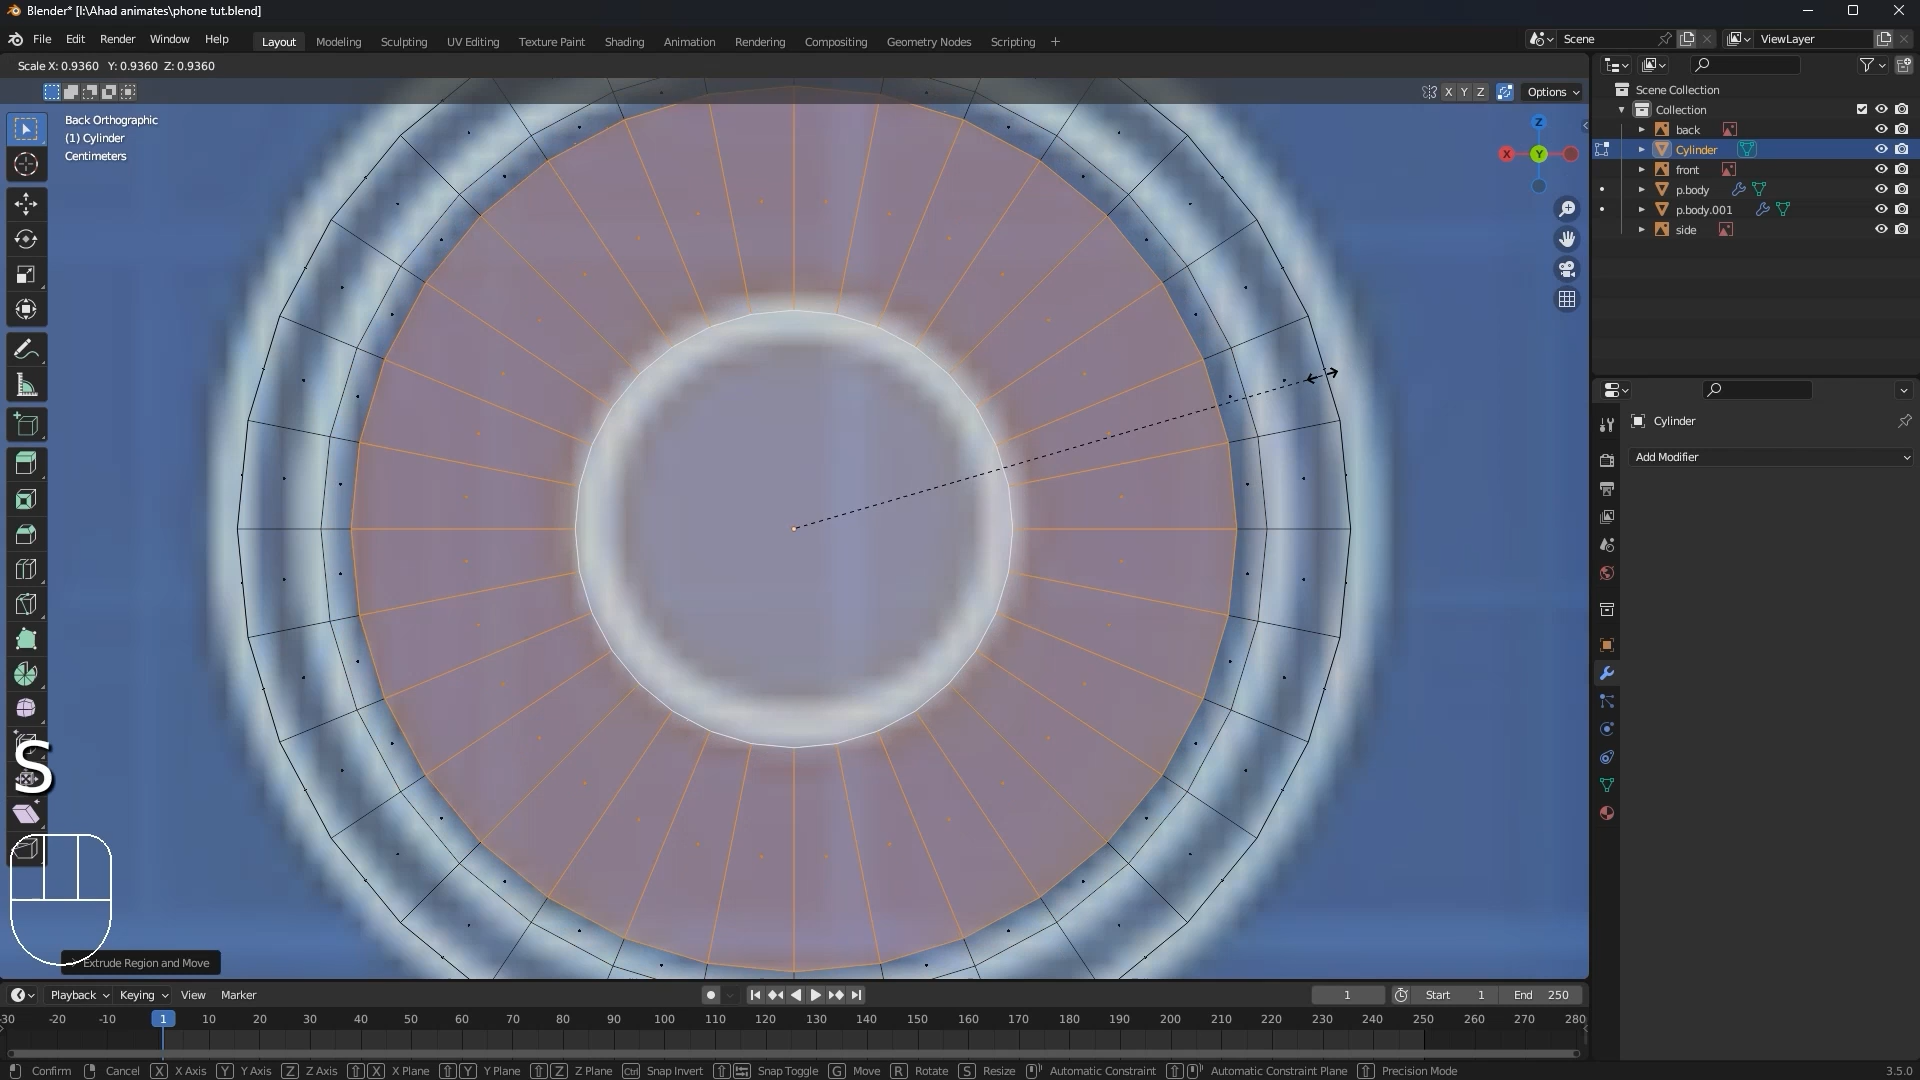 Blender* [I:\Ahad animates\phone tut.blend]
File Edit Render Window Help Layout Modeling Sculpting UV Editing Texture Paint Shading Animation Rendering Compositing Geometry Nodes Scripting + Scene ViewLayer
Scale X: 0.9360 Y: 0.9360 Z: 0.9360
X Y Z Options
Back Orthographic
(1) Cylinder
Centimeters
Z
X Y
Scene Collection
Collection
back
Cylinder
front
p.body
p.body.001
side
Cylinder
Add Modifier
S
Extrude Region and Move
Playback Keying View Marker 1 Start 1 End 250
-30 -20 -10 1 10 20 30 40 50 60 70 80 90 100 110 120 130 140 150 160 170 180 190 200 210 220 230 240 250 260 270 280
Confirm Cancel X X Axis Y Y Axis Z Z Axis X X Plane Y Y Plane Z Z Plane Ctrl Snap Invert Snap Toggle G Move R Rotate S Resize Automatic Constraint Automatic Constraint Plane Precision Mode 3.5.0